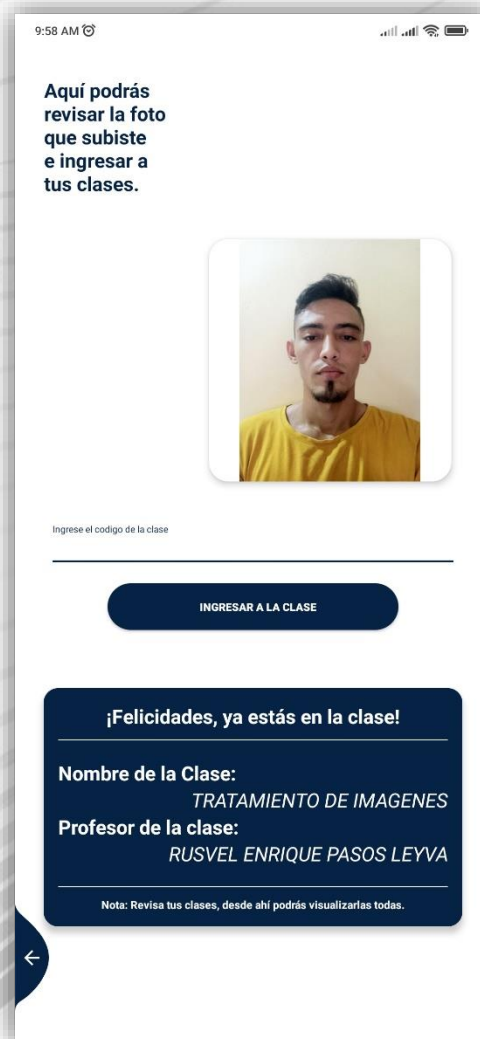 9:58 AM
Aquí podrás
revisar la foto
que subiste
e ingresar a
tus clases.
Ingrese el codigo de la clase
INGRESAR A LA CLASE
¡Felicidades, ya estás en la clase!
Nombre de la Clase:
TRATAMIENTO DE IMAGENES
Profesor de la clase:
RUSVEL ENRIQUE PASOS LEYVA
Nota: Revisa tus clases, desde ahí podrás visualizarlas todas.